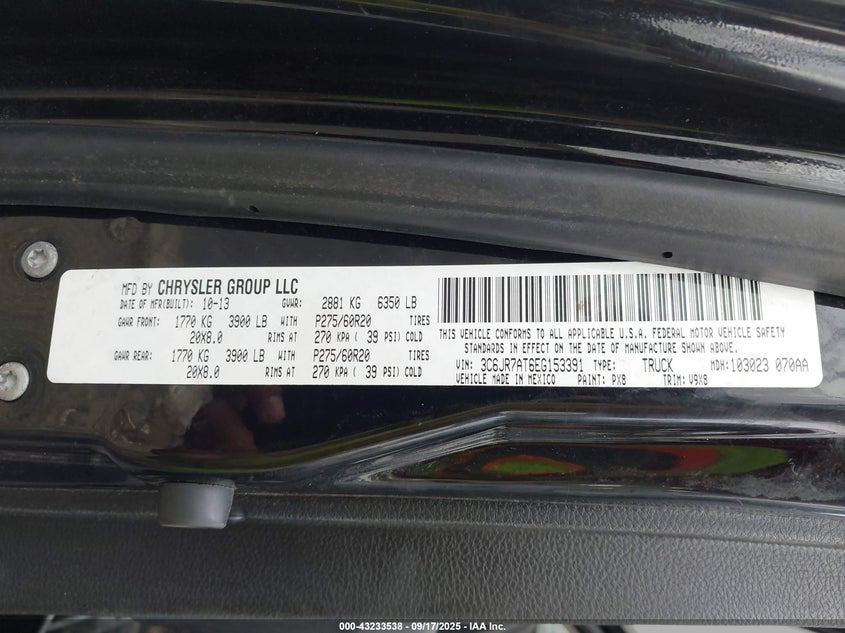 MFD BY CHRYSLER GROUP LLC
DATE OF MFR(BUILT): 10-13 GVWR: 2881 KG 6350 LB
GAWR FRONT: 1770 KG 3900 LB WITH P275/60R20 TIRES
20X8.0 RIMS AT 270 KPA ( 39 PSI) COLD
GAWR REAR: 1770 KG 3900 LB WITH P275/60R20 TIRES
20X8.0 RIMS AT 270 KPA ( 39 PSI) COLD
THIS VEHICLE CONFORMS TO ALL APPLICABLE U.S.A. FEDERAL MOTOR VEHICLE SAFETY
STANDARDS IN EFFECT ON THE DATE OF MANUFACTURE SHOWN ABOVE.
VIN: 3C6JR7AT6EG153391 TYPE: TRUCK MDH: 103023 070AA
VEHICLE MADE IN MEXICO PAINT: PX8 TRIM: V9X8
000-43233538 - 09/17/2025 - IAA Inc.